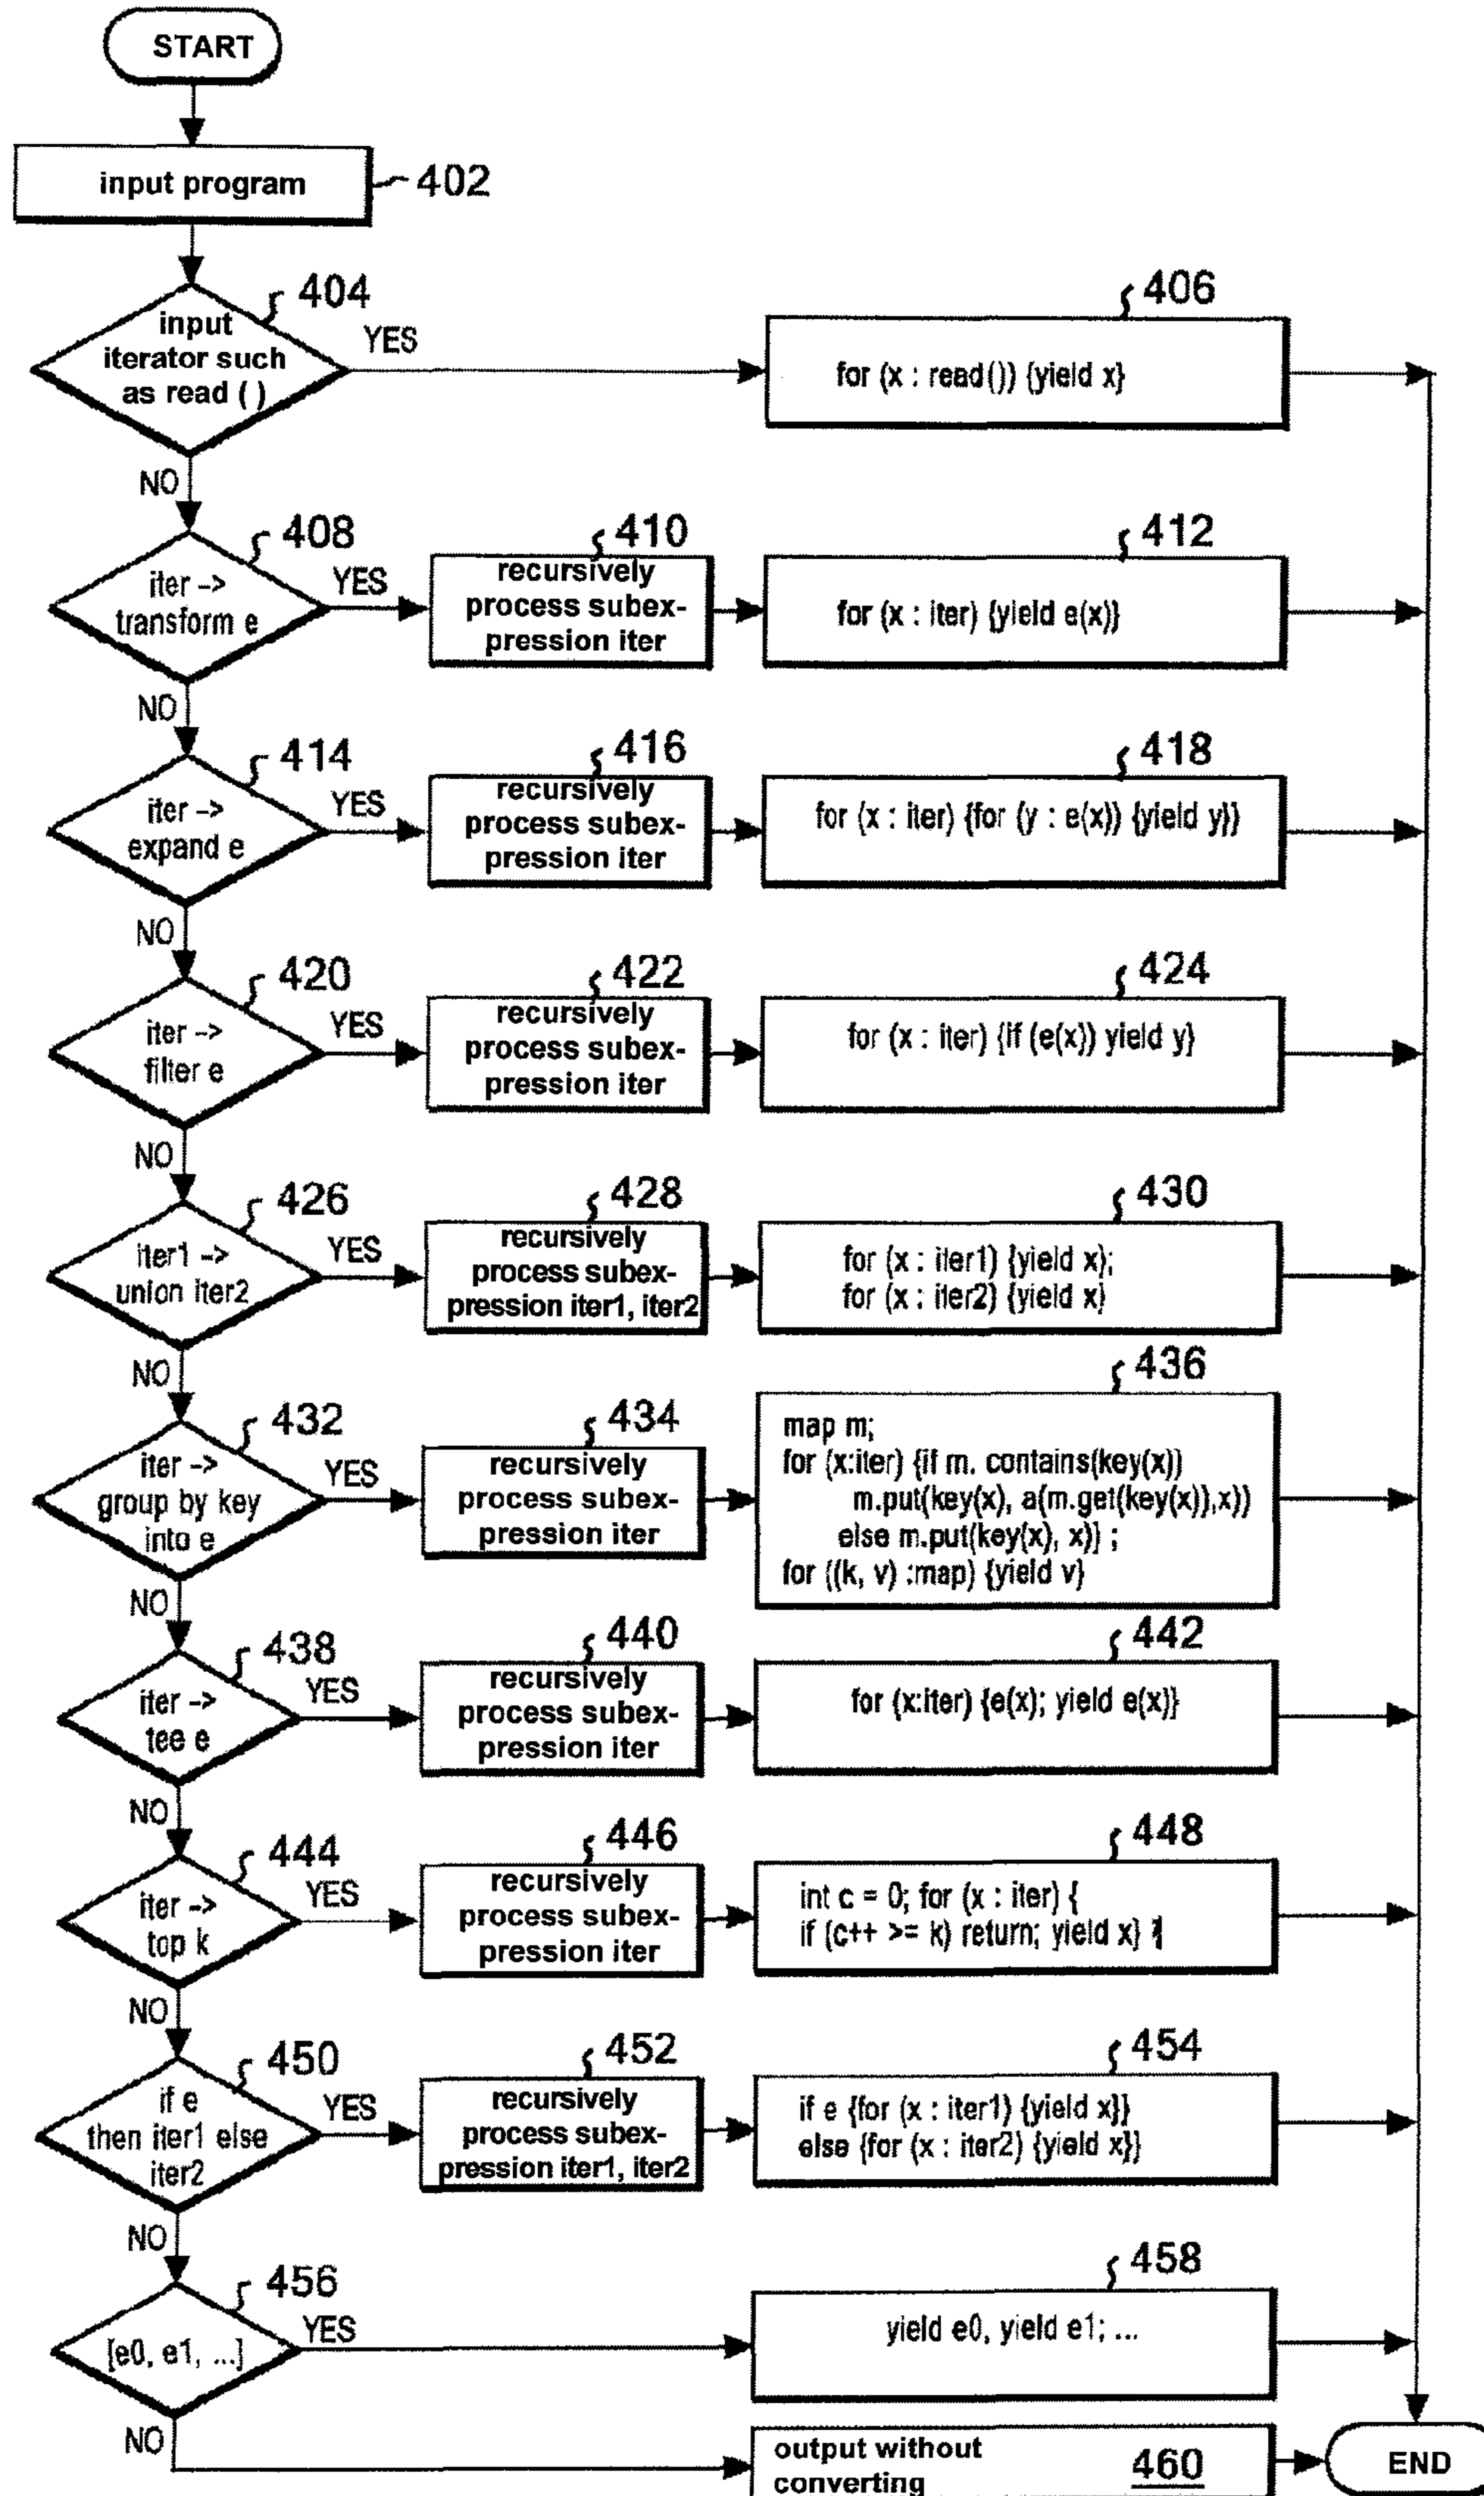 START
input program
402
404
input
iterator such
as read ( )
YES
406
for (x : read()) {yield x}
NO
408
iter ->
transform e
YES
410
recursively
process subex-
pression iter
412
for (x : iter) {yield e(x)}
NO
414
iter ->
expand e
YES
416
recursively
process subex-
pression iter
418
for (x : iter) {for (y : e(x)) {yield y}}
NO
420
iter ->
filter e
YES
422
recursively
process subex-
pression iter
424
for (x : iter) {if (e(x)) yield y}
NO
426
iter1 ->
union iter2
YES
428
recursively
process subex-
pression iter1, iter2
430
for (x : iter1) {yield x};
for (x : iter2) {yield x}
NO
432
iter ->
group by key
into e
YES
434
recursively
process subex-
pression iter
436
map m;
for (x:iter) {if m. contains(key(x))
m.put(key(x), a(m.get(key(x)),x))
else m.put(key(x), x)} ;
for ((k, v) :map) {yield v}
NO
438
iter ->
tee e
YES
440
recursively
process subex-
pression iter
442
for (x:iter) {e(x); yield e(x)}
NO
444
iter ->
top k
YES
446
recursively
process subex-
pression iter
448
int c = 0; for (x : iter) {
if (c++ >= k) return; yield x} }
NO
450
if e
then iter1 else
iter2
YES
452
recursively
process subex-
pression iter1, iter2
454
if e {for (x : iter1) {yield x}}
else {for (x : iter2) {yield x}}
NO
456
[e0, e1, ...]
YES
458
yield e0, yield e1; ...
NO
output without
converting
460
END